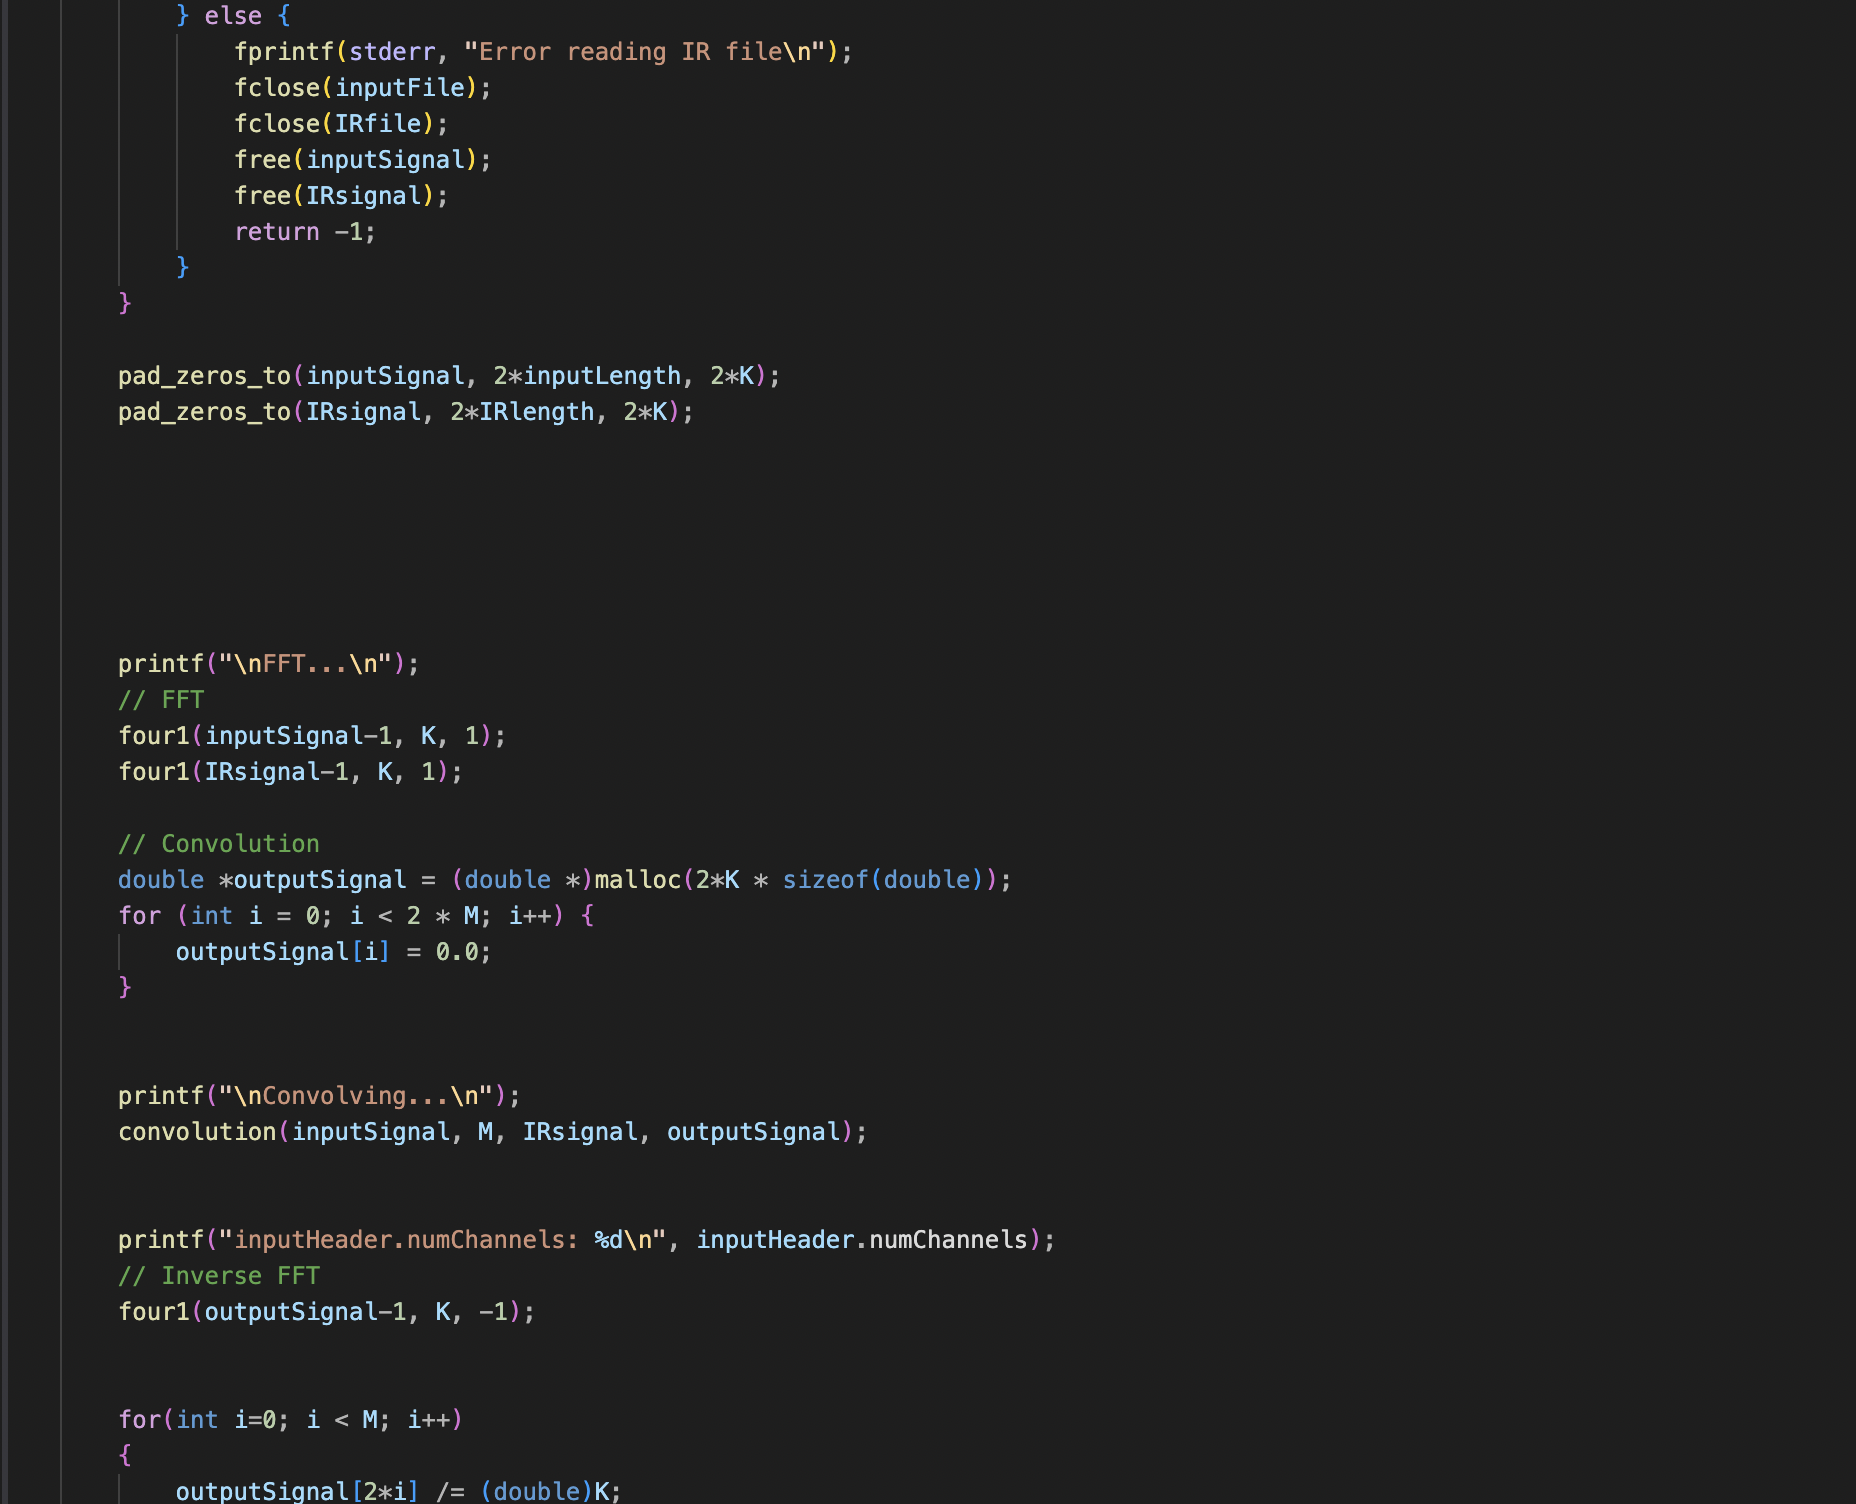 } else {
fprintf(stderr, "Error reading IR file\n");
fclose(inputFile);
fclose(IRfile);
free(inputSignal);
free(IRsignal);
return -1;
}
}
pad_zeros_to(inputSignal, 2*inputLength, 2*K);
pad_zeros_to(IRsignal, 2*IRlength, 2*K);
printf("\nFFT...\n");
// FFT
four1(inputSignal-1, K, 1);
four1(IRsignal-1, K, 1);
// Convolution
double *outputSignal = (double *)malloc(2*K * sizeof(double));
for (int i = 0; i < 2 * M; i++) {
outputSignal[i] = 0.0;
}
printf("\nConvolving...\n");
convolution(inputSignal, M, IRsignal, outputSignal);
printf("inputHeader.numChannels: %d\n", inputHeader.numChannels);
// Inverse FFT
four1(outputSignal-1, K, -1);
for(int i=0; i < M; i++)
{
outputSignal[2*i] /= (double)K;